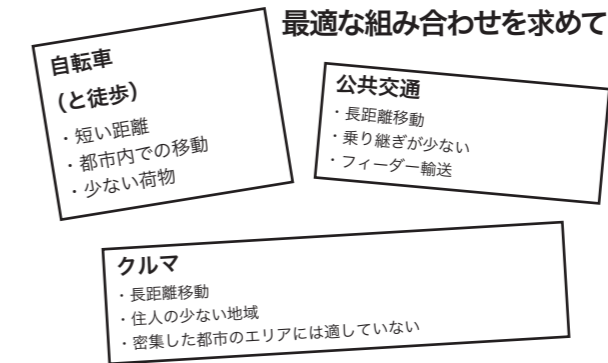 最適な組み合わせを求めて
自転車
(と徒歩)
・短い距離
・都市内での移動
・少ない荷物
公共交通
・長距離移動
・乗り継ぎが少ない
・フィーダー輸送
クルマ
・長距離移動
・住人の少ない地域
・密集した都市のエリアには適していない